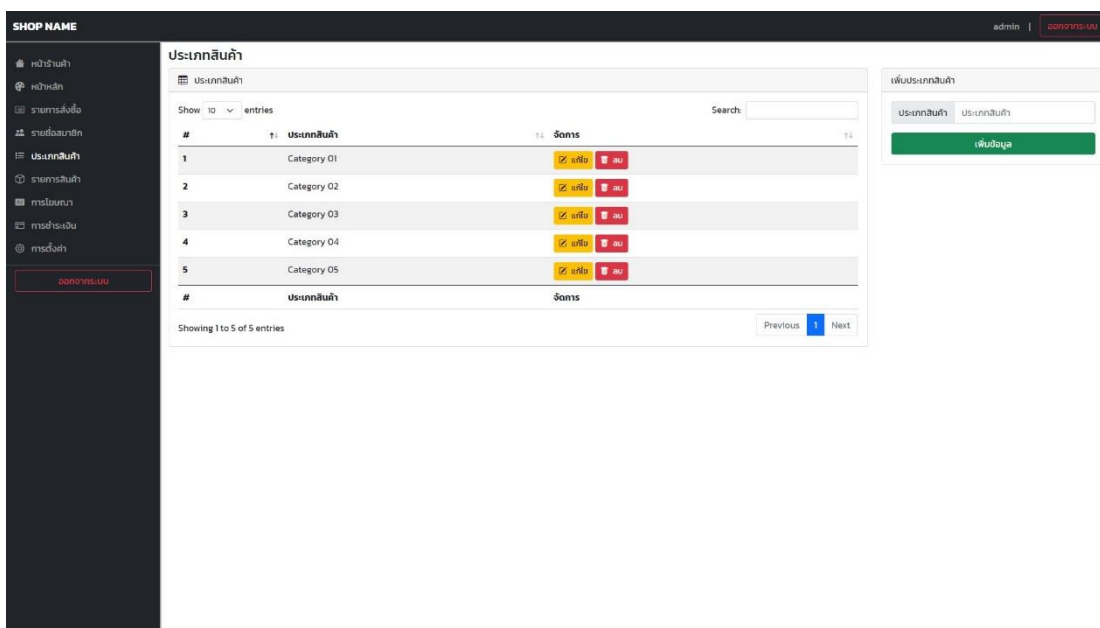 SHOP NAME
admin | ออกจากระบบ
หน้าร้านค้า
หน้าหลัก
รายการสั่งซื้อ
รายชื่อสมาชิก
ประเภทสินค้า
รายการสินค้า
การโฆษณา
การชำระเงิน
การตั้งค่า
ออกจากระบบ
ประเภทสินค้า
ประเภทสินค้า
Show 10 entries Search:
# ประเภทสินค้า จัดการ
1 Category 01 แก้ไข ลบ
2 Category 02 แก้ไข ลบ
3 Category 03 แก้ไข ลบ
4 Category 04 แก้ไข ลบ
5 Category 05 แก้ไข ลบ
# ประเภทสินค้า จัดการ
Showing 1 to 5 of 5 entries Previous 1 Next
เพิ่มประเภทสินค้า
ประเภทสินค้า ประเภทสินค้า
เพิ่มข้อมูล